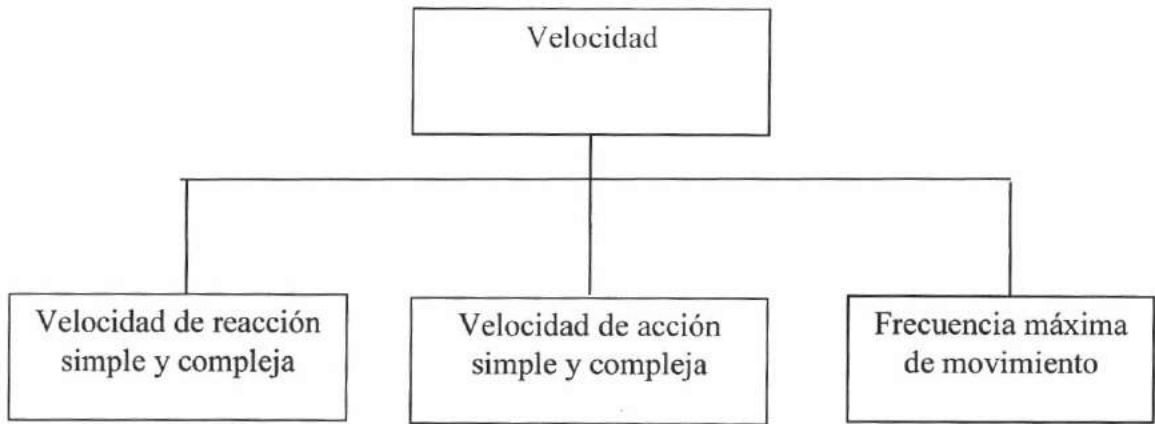 Velocidad
Velocidad de reacción
simple y compleja
Velocidad de acción
simple y compleja
Frecuencia máxima
de movimiento